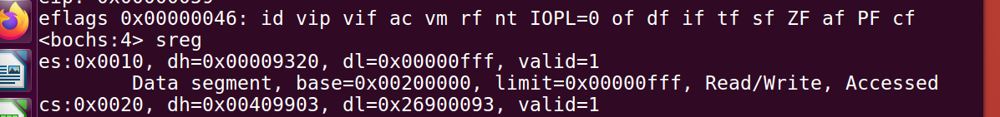 eflags 0x00000046: id vip vif ac vm rf nt IOPL=0 of df if tf sf ZF af PF cf
<bochs:4> sreg
es:0x0010, dh=0x00009320, dl=0x00000fff, valid=1
Data segment, base=0x00200000, limit=0x00000fff, Read/Write, Accessed
cs:0x0020, dh=0x00409903, dl=0x26900093, valid=1